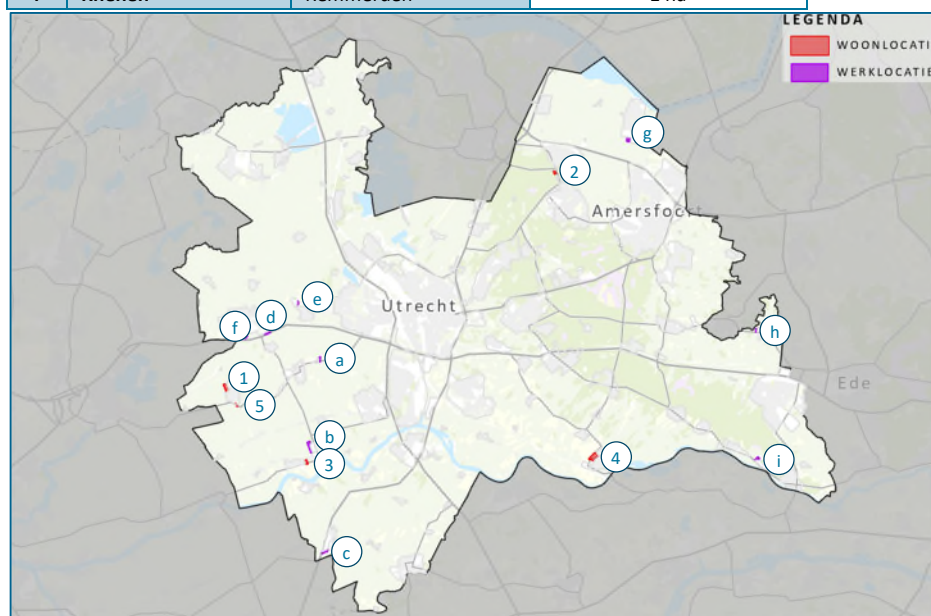 LEGENDA
WOONLOCATI
WERKLOCATIE
g
2
Amersfoort
e
Utrecht
d
f
h
a
1
Ede
5
b
3
4
i
c